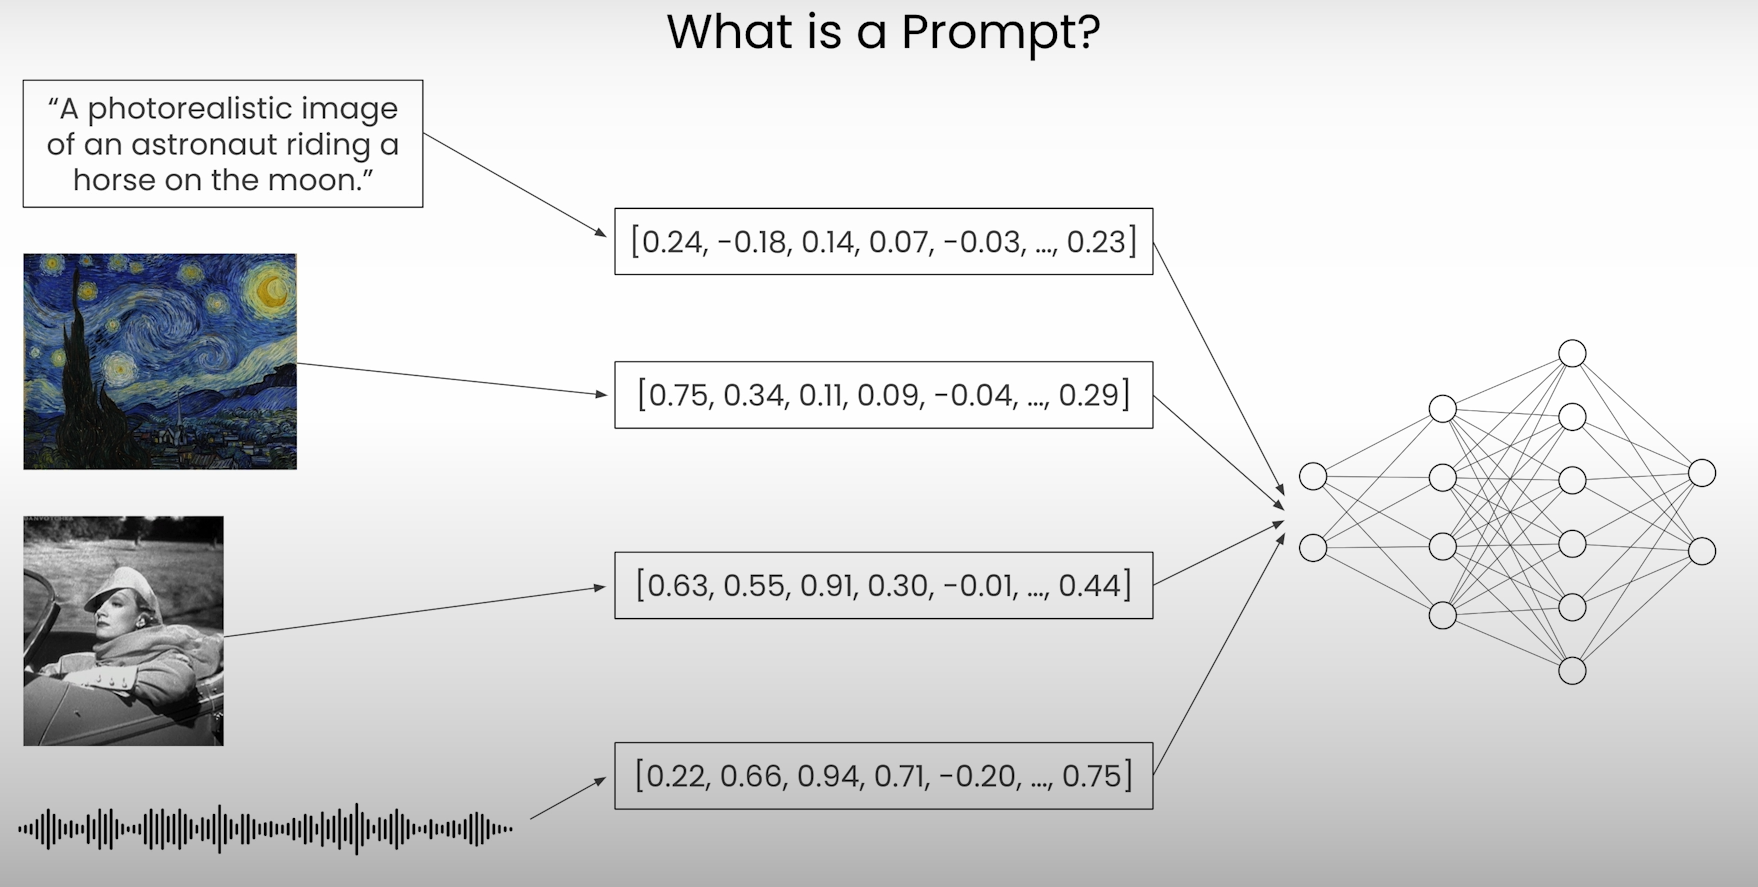 What is a Prompt?
“A photorealistic image
of an astronaut riding a
horse on the moon.”
[0.24, -0.18, 0.14, 0.07, -0.03, ..., 0.23]
[0.75, 0.34, 0.11, 0.09, -0.04, ..., 0.29]
[0.63, 0.55, 0.91, 0.30, -0.01, ..., 0.44]
[0.22, 0.66, 0.94, 0.71, -0.20, ..., 0.75]